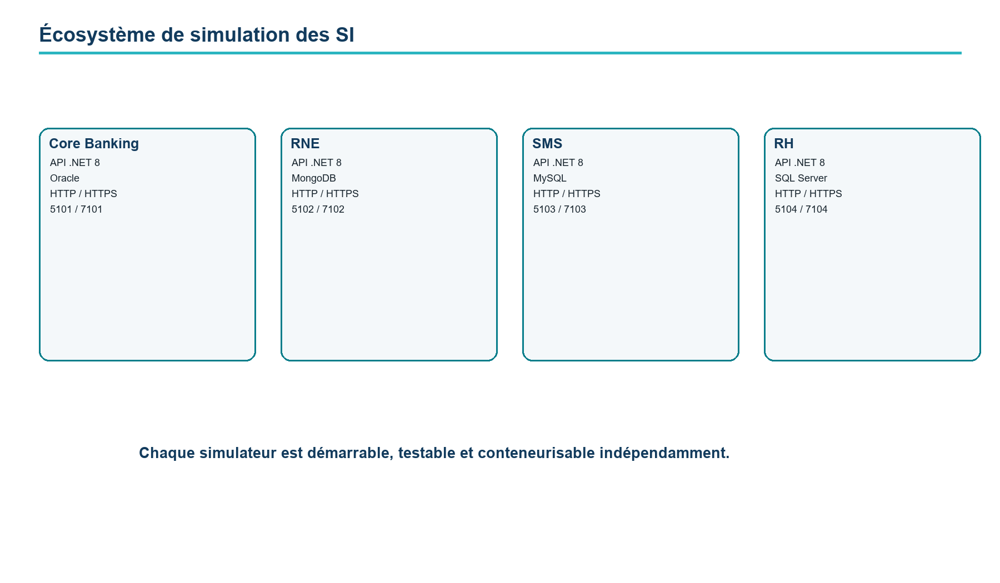 Écosystème de simulation des SI
Core Banking
API .NET 8
Oracle
HTTP / HTTPS
5101 / 7101
RNE
API .NET 8
MongoDB
HTTP / HTTPS
5102 / 7102
SMS
API .NET 8
MySQL
HTTP / HTTPS
5103 / 7103
RH
API .NET 8
SQL Server
HTTP / HTTPS
5104 / 7104
Chaque simulateur est démarrable, testable et conteneurisable indépendamment.